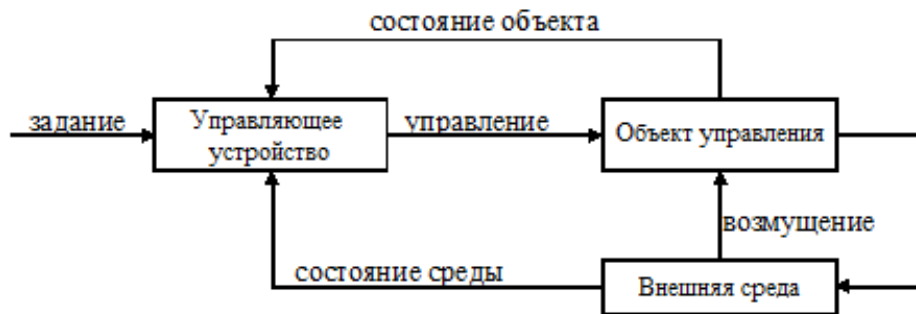 состояние объекта
задание
Управляющее
устройство
управление
Объект управления
возмущение
состояние среды
Внешняя среда